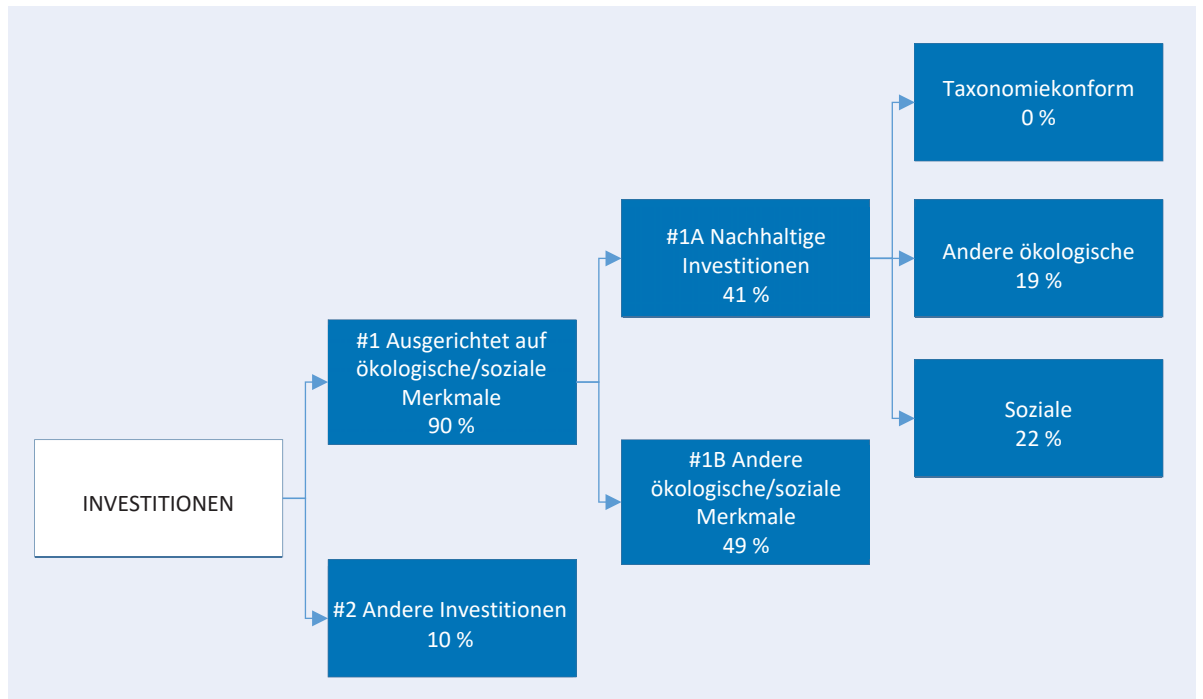 INVESTITIONEN
#1 Ausgerichtet auf
ökologische/soziale
Merkmale
90 %
#2 Andere Investitionen
10 %
#1A Nachhaltige
Investitionen
41 %
#1B Andere
ökologische/soziale
Merkmale
49 %
Taxonomiekonform
0 %
Andere ökologische
19 %
Soziale
22 %